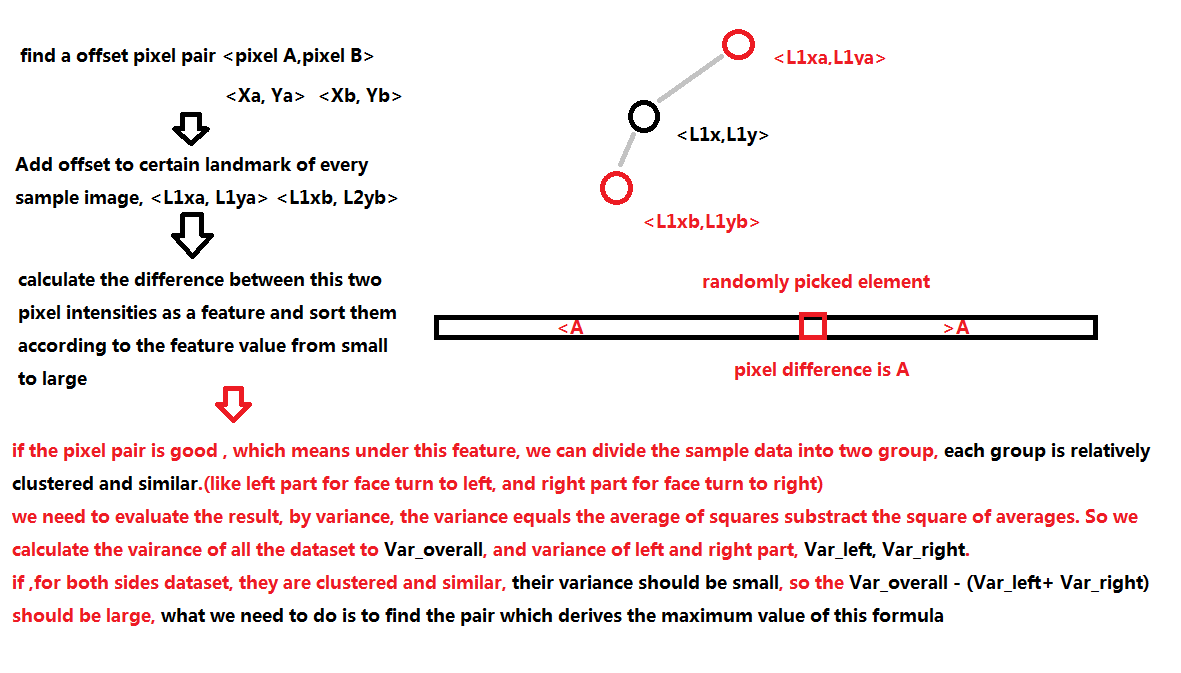 find a offset pixel pair <pixel A,pixel B>
<Xa, Ya> <Xb, Yb>
Add offset to certain landmark of every
sample image, <L1xa, L1ya> <L1xb, L2yb>
calculate the difference between this two
pixel intensities as a feature and sort them
according to the feature value from small
to large
<L1xa,L1ya>
<L1x,L1y>
<L1xb,L1yb>
randomly picked element
<A >A
pixel difference is A
if the pixel pair is good , which means under this feature, we can divide the sample data into two group, each group is relatively
clustered and similar.(like left part for face turn to left, and right part for face turn to right)
we need to evaluate the result, by variance, the variance equals the average of squares substract the square of averages. So we
calculate the vairance of all the dataset to Var_overall, and variance of left and right part, Var_left, Var_right.
if ,for both sides dataset, they are clustered and similar, their variance should be small, so the Var_overall - (Var_left+ Var_right)
should be large, what we need to do is to find the pair which derives the maximum value of this formula